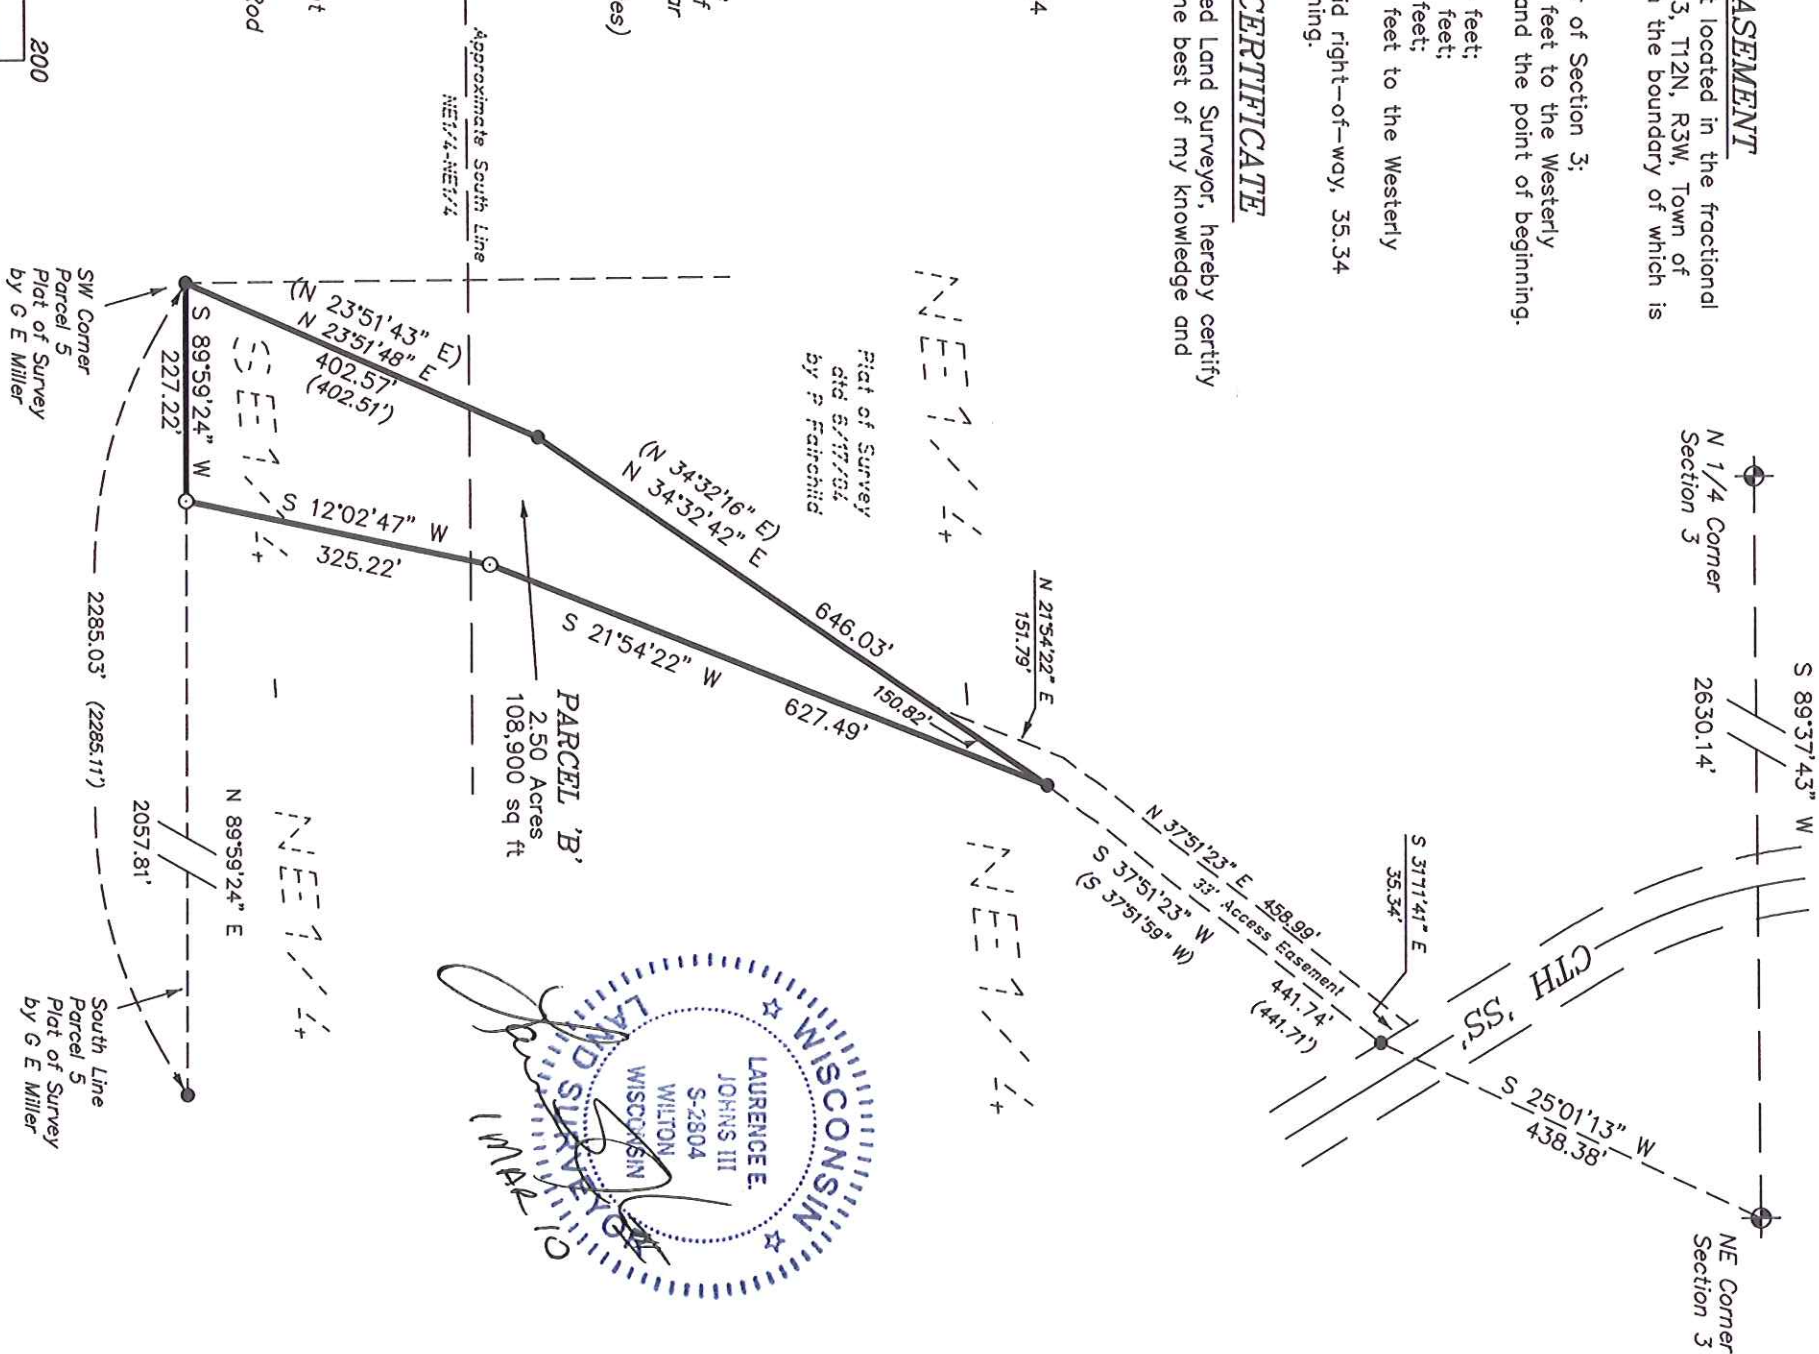 ASEMENT
t located in the fractional
3, T12N, R3W, Town of
the boundary of which is
of Section 3;
feet to the Westerly
and the point of beginning.
feet;
feet;
feet;
feet to the Westerly
id right-of-way, 35.34
ning.
CERTIFICATE
ed Land Surveyor, hereby certify
he best of my knowledge and
4
ar
es)
t
Rod
200
N 1/4 Corner
Section 3
S 89°37'43" W
2630.14'
NE Corner
Section 3
S 25°01'13" W
438.38'
CTH 'SS'
S 31°11'41" E
35.34'
N 37°51'23" E 458.99'
33' Access Easement
S 37°51'23" W 441.74'
(S 37°51'59" W) (441.71')
N 21°54'22" E
151.79'
150.82'
NE1/4
NE1/4
Plat of Survey
by P Fairchild
(N 34°32'16" E)
N 34°32'42" E
646.03'
S 21°54'22" W
627.49'
PARCEL 'B'
2.50 Acres
108,900 sq ft
Approximate South Line
NE1/4-NE1/4
(N 23°51'43" E)
N 23°51'48" E
402.57'
(402.51')
S 12°02'47" W
325.22'
SE1/4
NE1/4
S 89°59'24" W
227.22'
N 89°59'24" E
2057.81'
2285.03' (2285.11')
SW Corner
Parcel 5
Plat of Survey
by G E Miller
South Line
Parcel 5
Plat of Survey
by G E Miller
WISCONSIN
LAURENCE E.
JOHNS III
S-2804
WILTON
WISCONSIN
LAND SURVEYOR
1 MAR 10